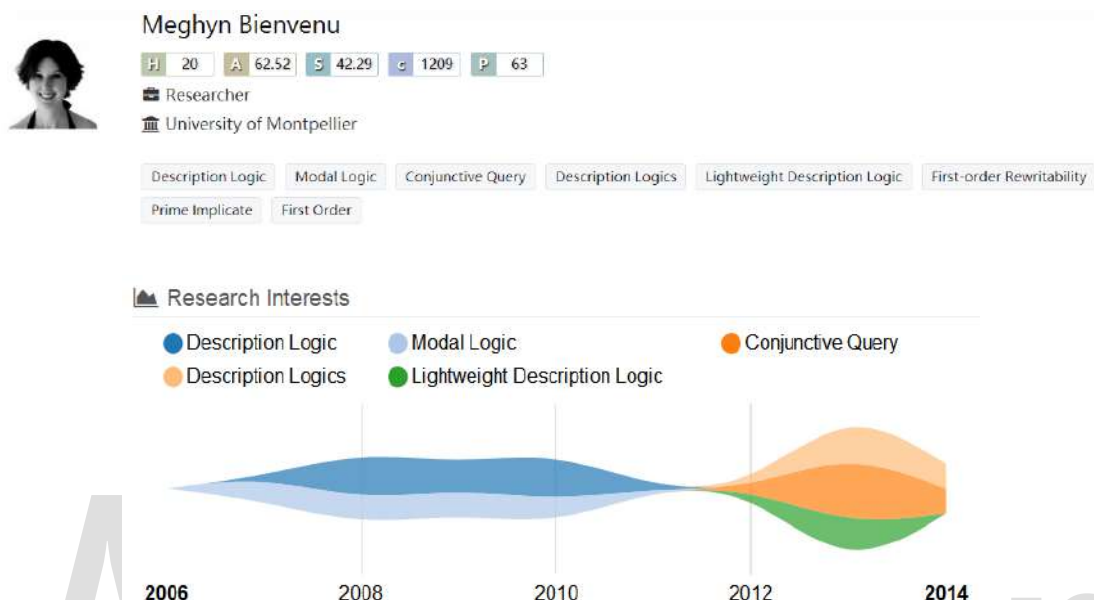 Meghyn Bienvenu
H 20 A 62.52 S 42.29 c 1209 P 63
Researcher
University of Montpellier
Description Logic Modal Logic Conjunctive Query Description Logics Lightweight Description Logic First-order Rewritability
Prime Implicate First Order
Research Interests
Description Logic Modal Logic Conjunctive Query
Description Logics Lightweight Description Logic
2006 2008 2010 2012 2014